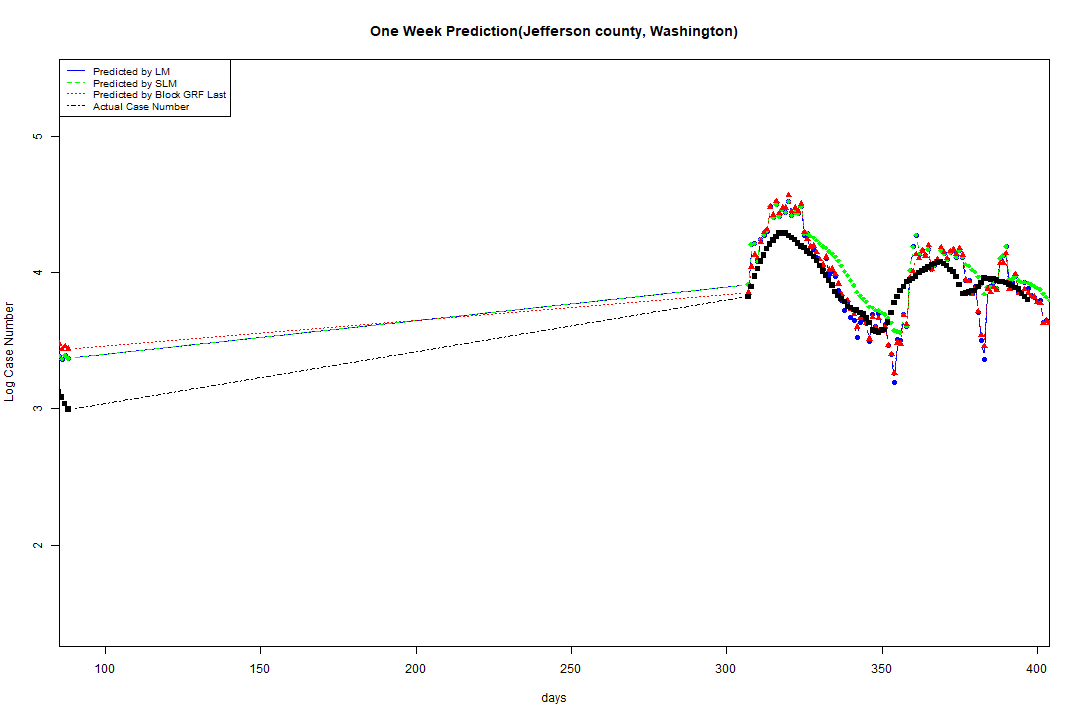 One Week Prediction(Jefferson county, Washington)
Predicted by LM
Predicted by SLM
Predicted by Block GRF Last
Actual Case Number
5
4
3
2
Log Case Number
100 150 200 250 300 350 400
days